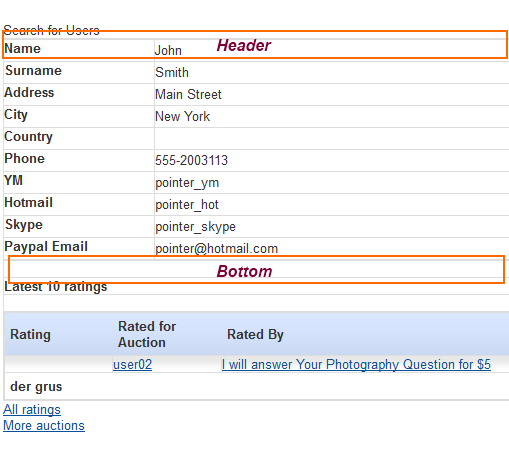 Search for Users
Name John Header
Surname Smith
Address Main Street
City New York
Country
Phone 555-2003113
YM pointer_ym
Hotmail pointer_hot
Skype pointer_skype
Paypal Email pointer@hotmail.com
Bottom
Latest 10 ratings
Rating Rated for Auction Rated By
user02 I will answer Your Photography Question for $5
der grus
All ratings
More auctions